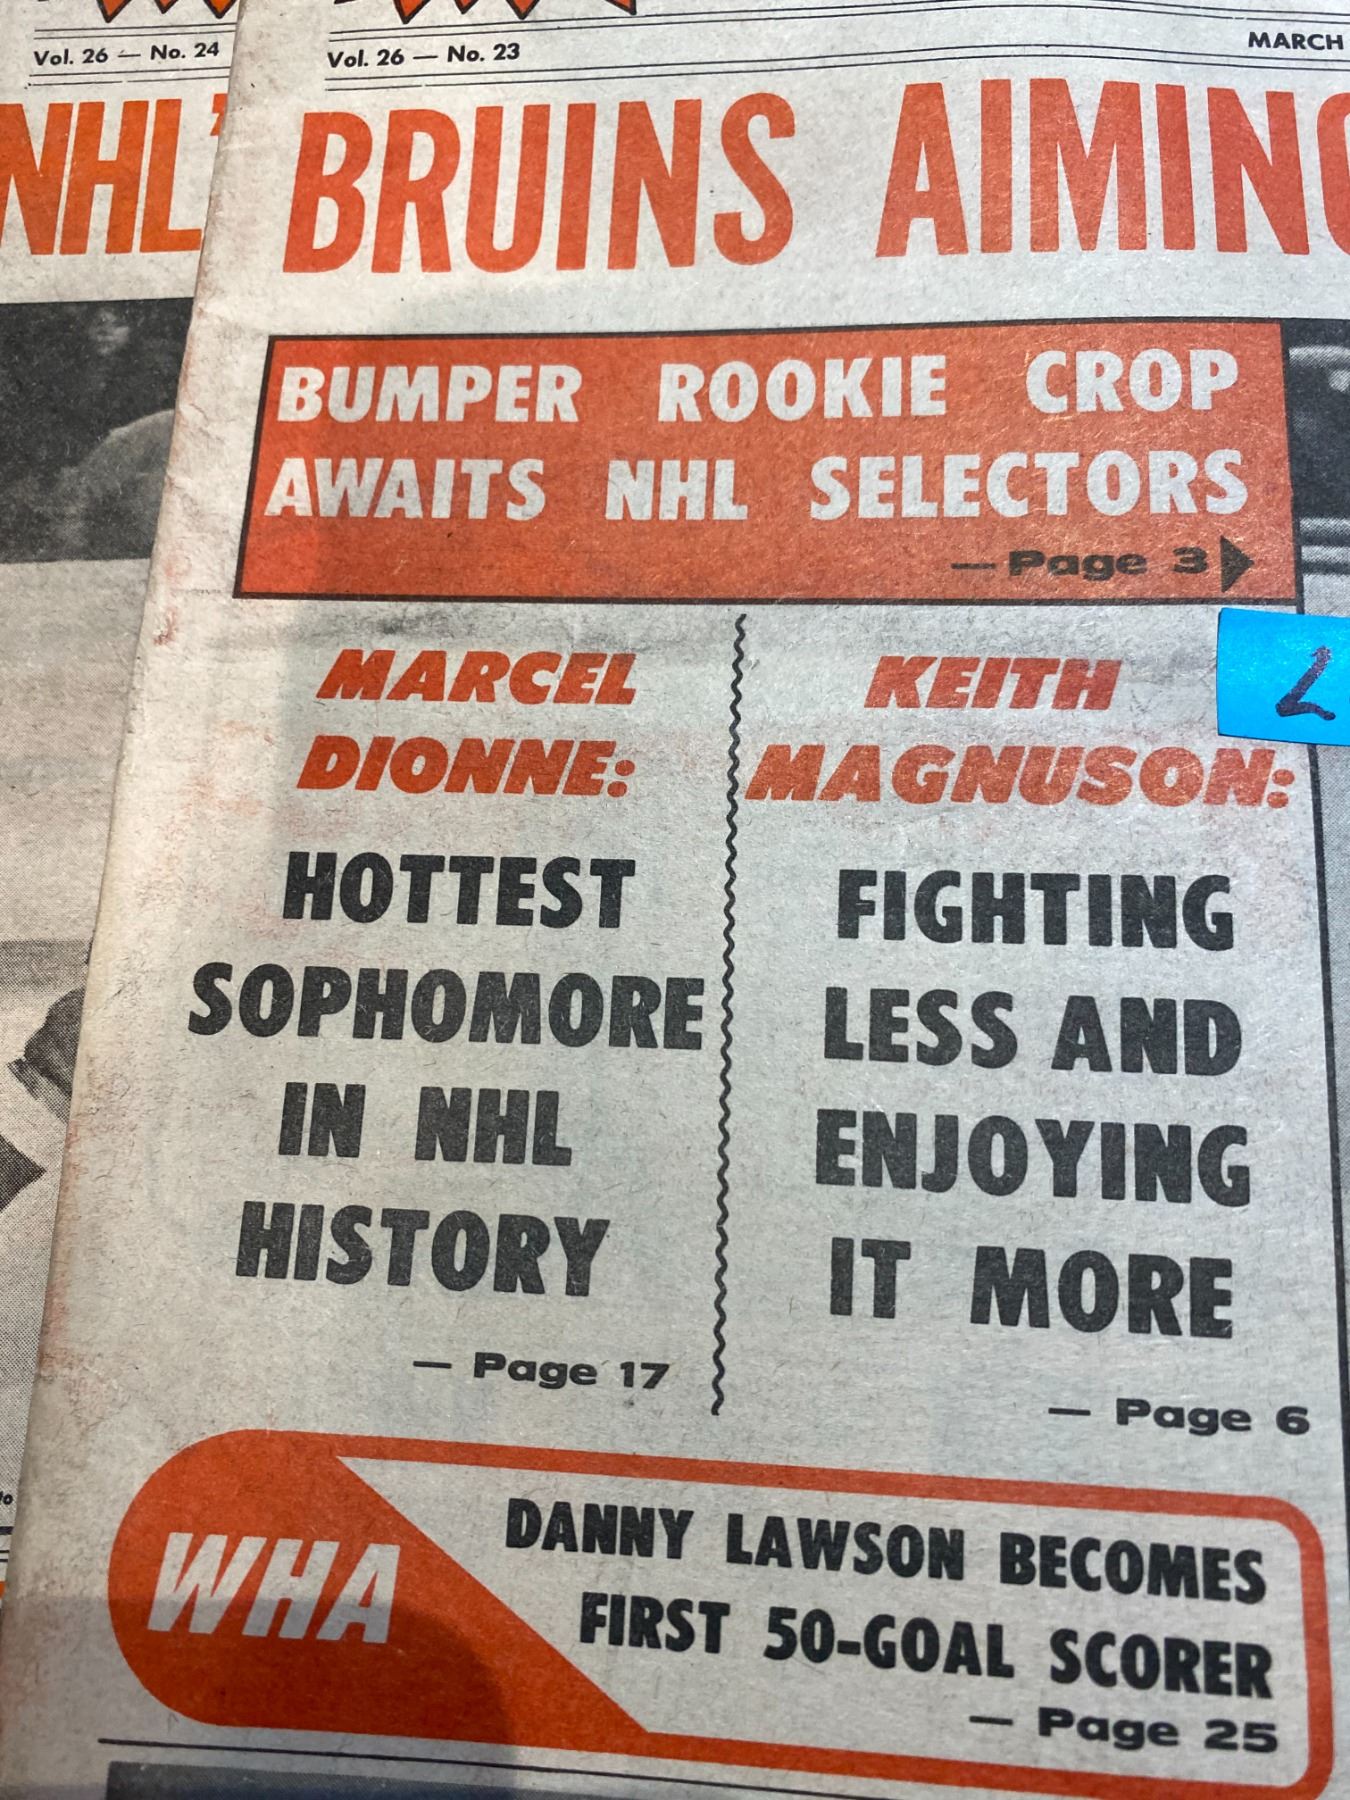 Vol. 26 — No. 24
NHL'
Vol. 26 — No. 23
MARCH
BRUINS AIMING
BUMPER ROOKIE CROP
AWAITS NHL SELECTORS
— Page 3
MARCEL
DIONNE:
HOTTEST
SOPHOMORE
IN NHL
HISTORY
— Page 17
KEITH
MAGNUSON:
FIGHTING
LESS AND
ENJOYING
IT MORE
— Page 6
WHA
DANNY LAWSON BECOMES
FIRST 50-GOAL SCORER
— Page 25